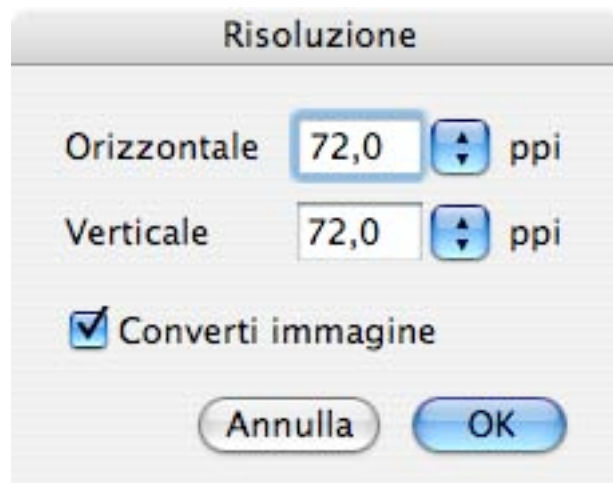 Risoluzione
Orizzontale 72,0 ppi
Verticale 72,0 ppi
Converti immagine
Annulla OK